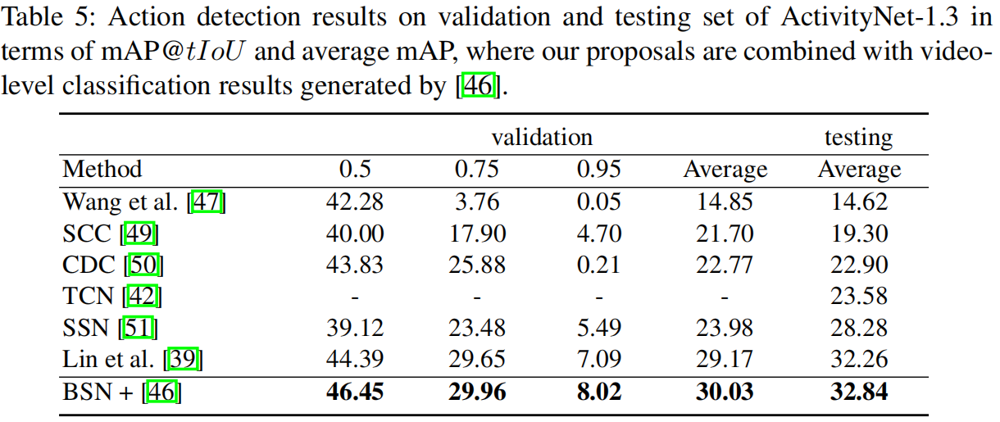 Table 5: Action detection results on validation and testing set of ActivityNet-1.3 in
terms of mAP@tIoU and average mAP, where our proposals are combined with video-
level classification results generated by [46].
validation testing
Method 0.5 0.75 0.95 Average Average
Wang et al. [47] 42.28 3.76 0.05 14.85 14.62
SCC [49] 40.00 17.90 4.70 21.70 19.30
CDC [50] 43.83 25.88 0.21 22.77 22.90
TCN [42] - - - - 23.58
SSN [51] 39.12 23.48 5.49 23.98 28.28
Lin et al. [39] 44.39 29.65 7.09 29.17 32.26
BSN + [46] 46.45 29.96 8.02 30.03 32.84